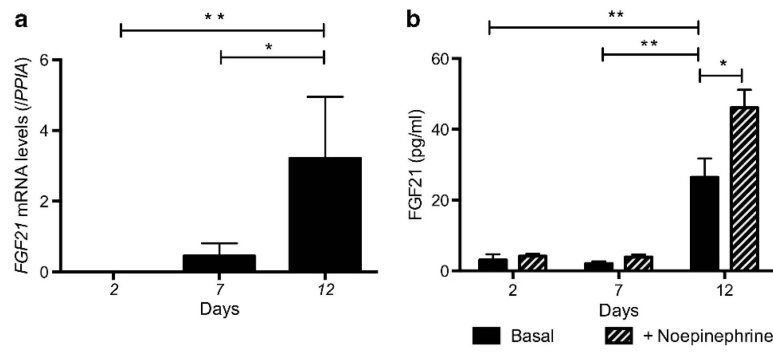 a
* *
*
FGF21 mRNA levels (/PPIA)
6
4
2
0
2 7 12
Days
b
**
**
*
FGF21 (pg/ml)
60
40
20
0
2 7 12
Days
Basal + Noepinephrine